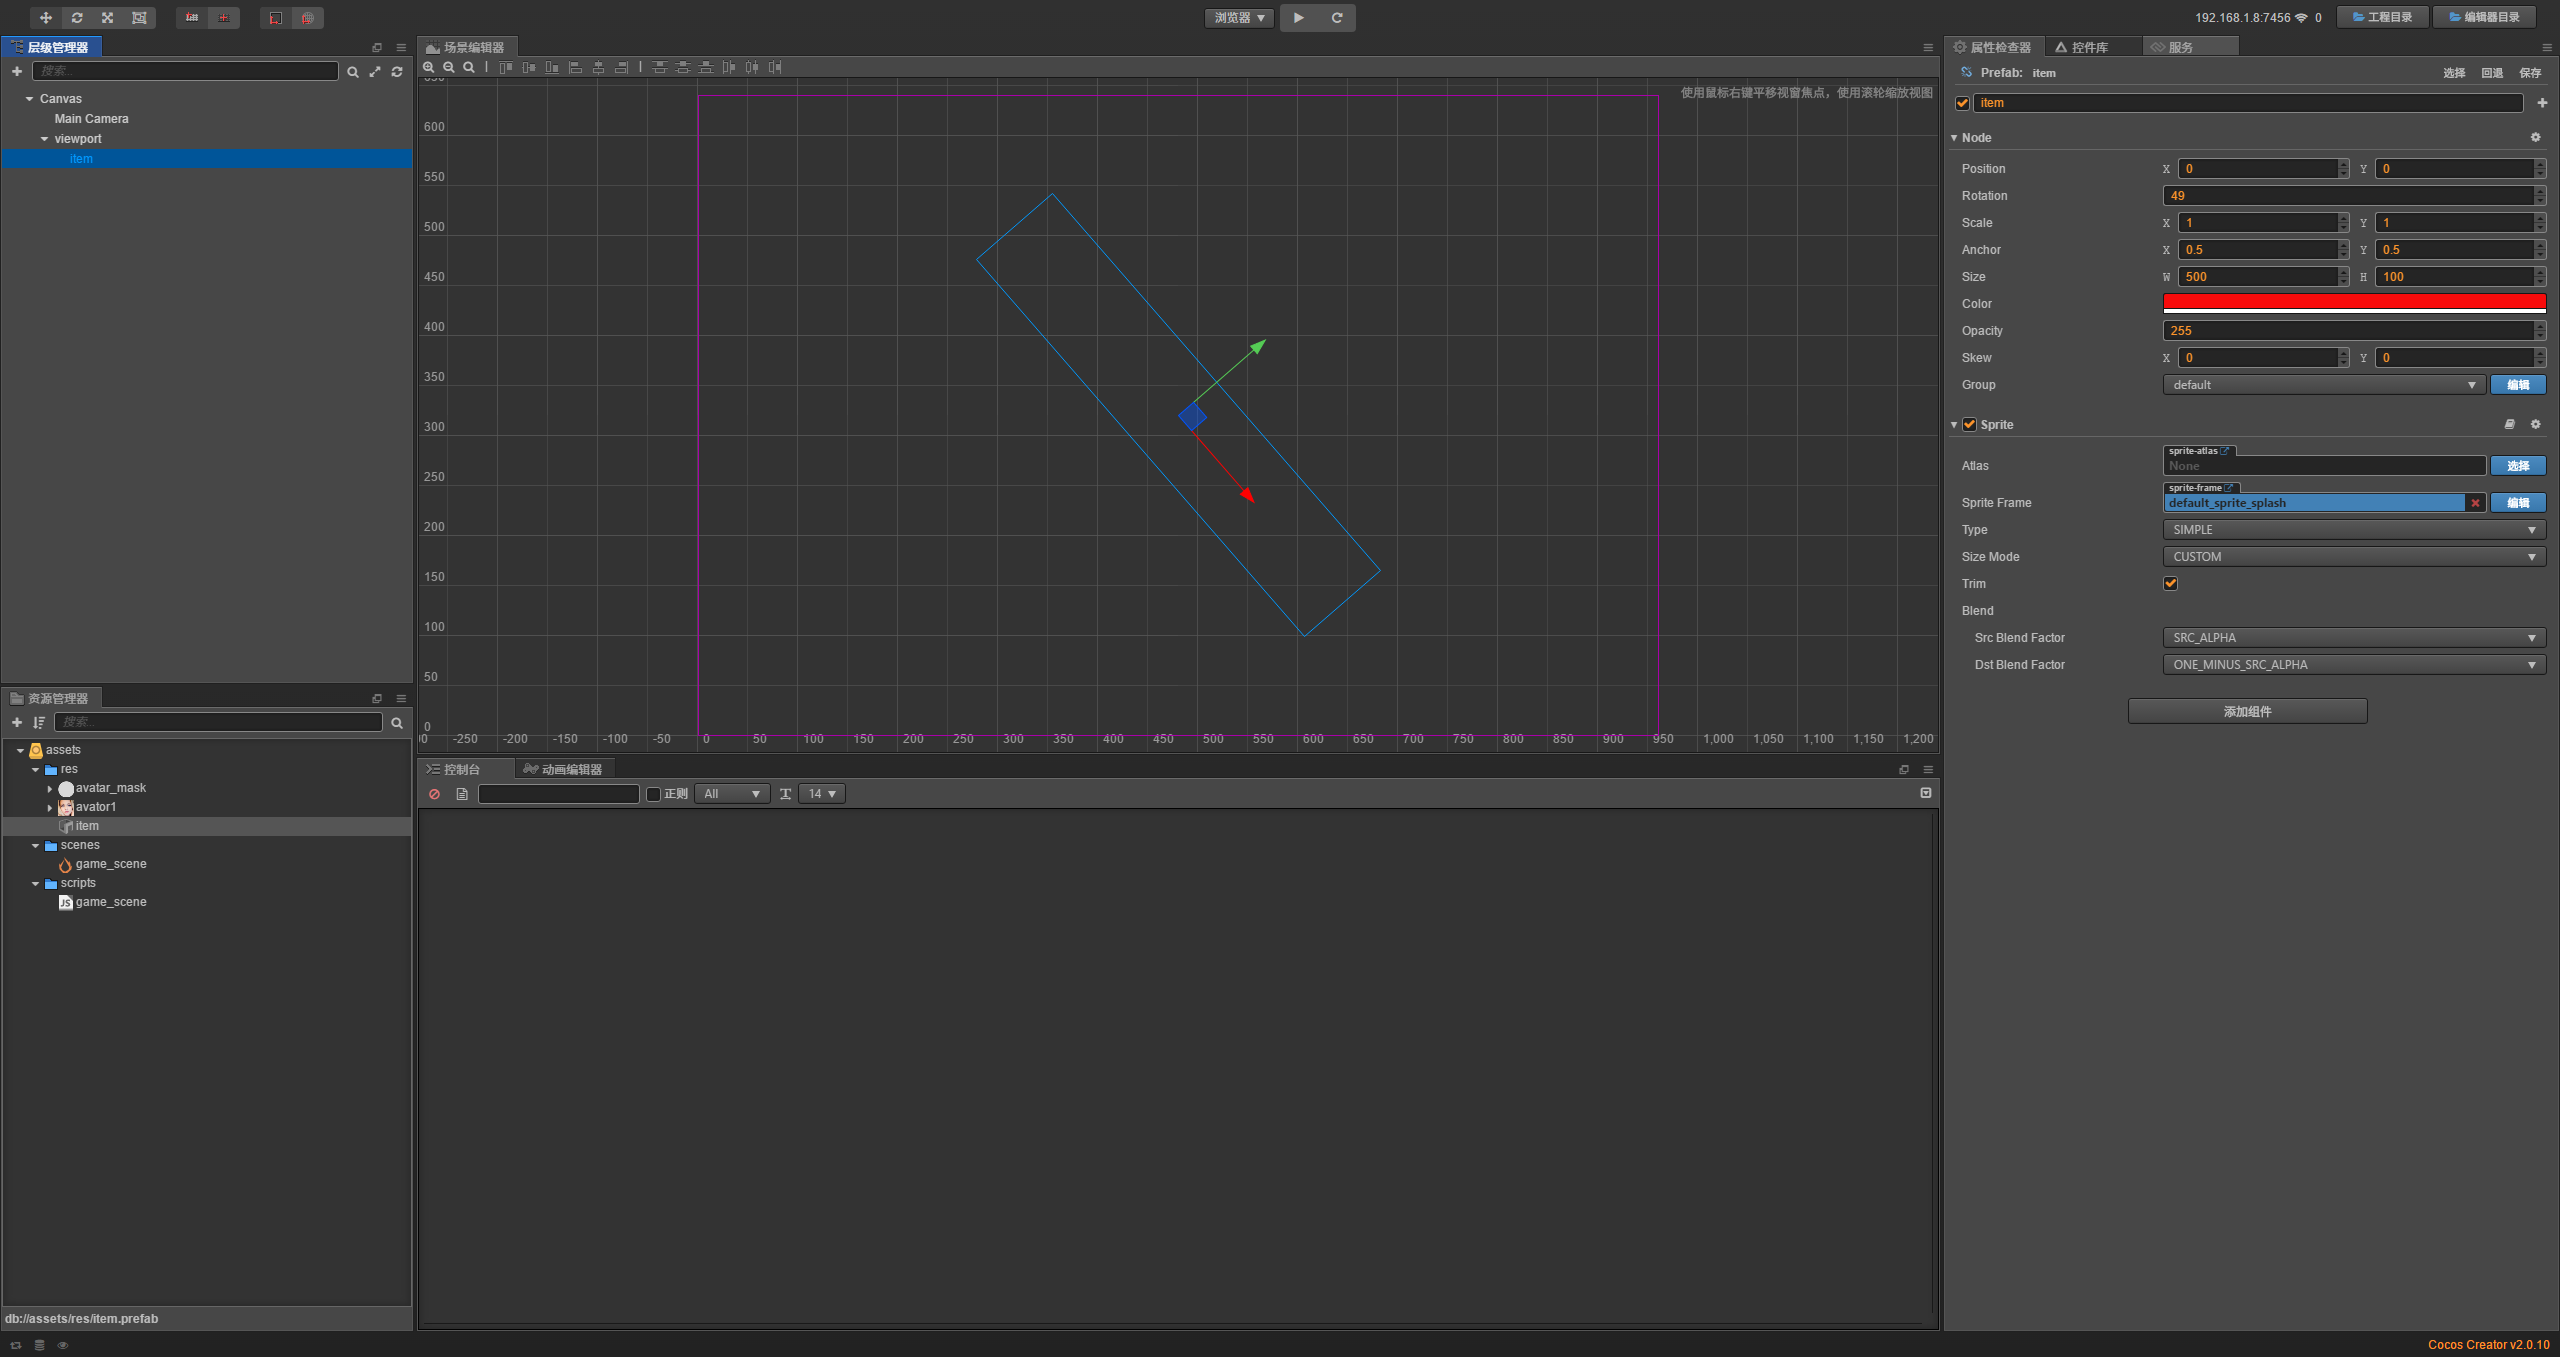 浏览器
192.168.1.8:7456 0
工程目录
编辑器目录
层级管理器
搜索...
Canvas
Main Camera
viewport
item
资源管理器
搜索...
assets
res
avatar_mask
avator1
item
scenes
game_scene
scripts
JS game_scene
db://assets/res/item.prefab
场景编辑器
使用鼠标右键平移视窗焦点，使用滚轮缩放视图
600
550
500
450
400
350
300
250
200
150
100
50
0
-250 -200 -150 -100 -50 0 50 100 150 200 250 300 350 400 450 500 550 600 650 700 750 800 850 900 950 1,000 1,050 1,100 1,150 1,200
控制台
动画编辑器
正则 All 14
属性检查器
控件库
服务
Prefab: item 选择 回退 保存
item
Node
Position X 0 Y 0
Rotation 49
Scale X 1 Y 1
Anchor X 0.5 Y 0.5
Size W 500 H 100
Color
Opacity 255
Skew X 0 Y 0
Group default 编辑
Sprite
sprite-atlas
Atlas None 选择
sprite-frame
Sprite Frame default_sprite_splash 编辑
Type SIMPLE
Size Mode CUSTOM
Trim
Blend
Src Blend Factor SRC_ALPHA
Dst Blend Factor ONE_MINUS_SRC_ALPHA
添加组件
Cocos Creator v2.0.10